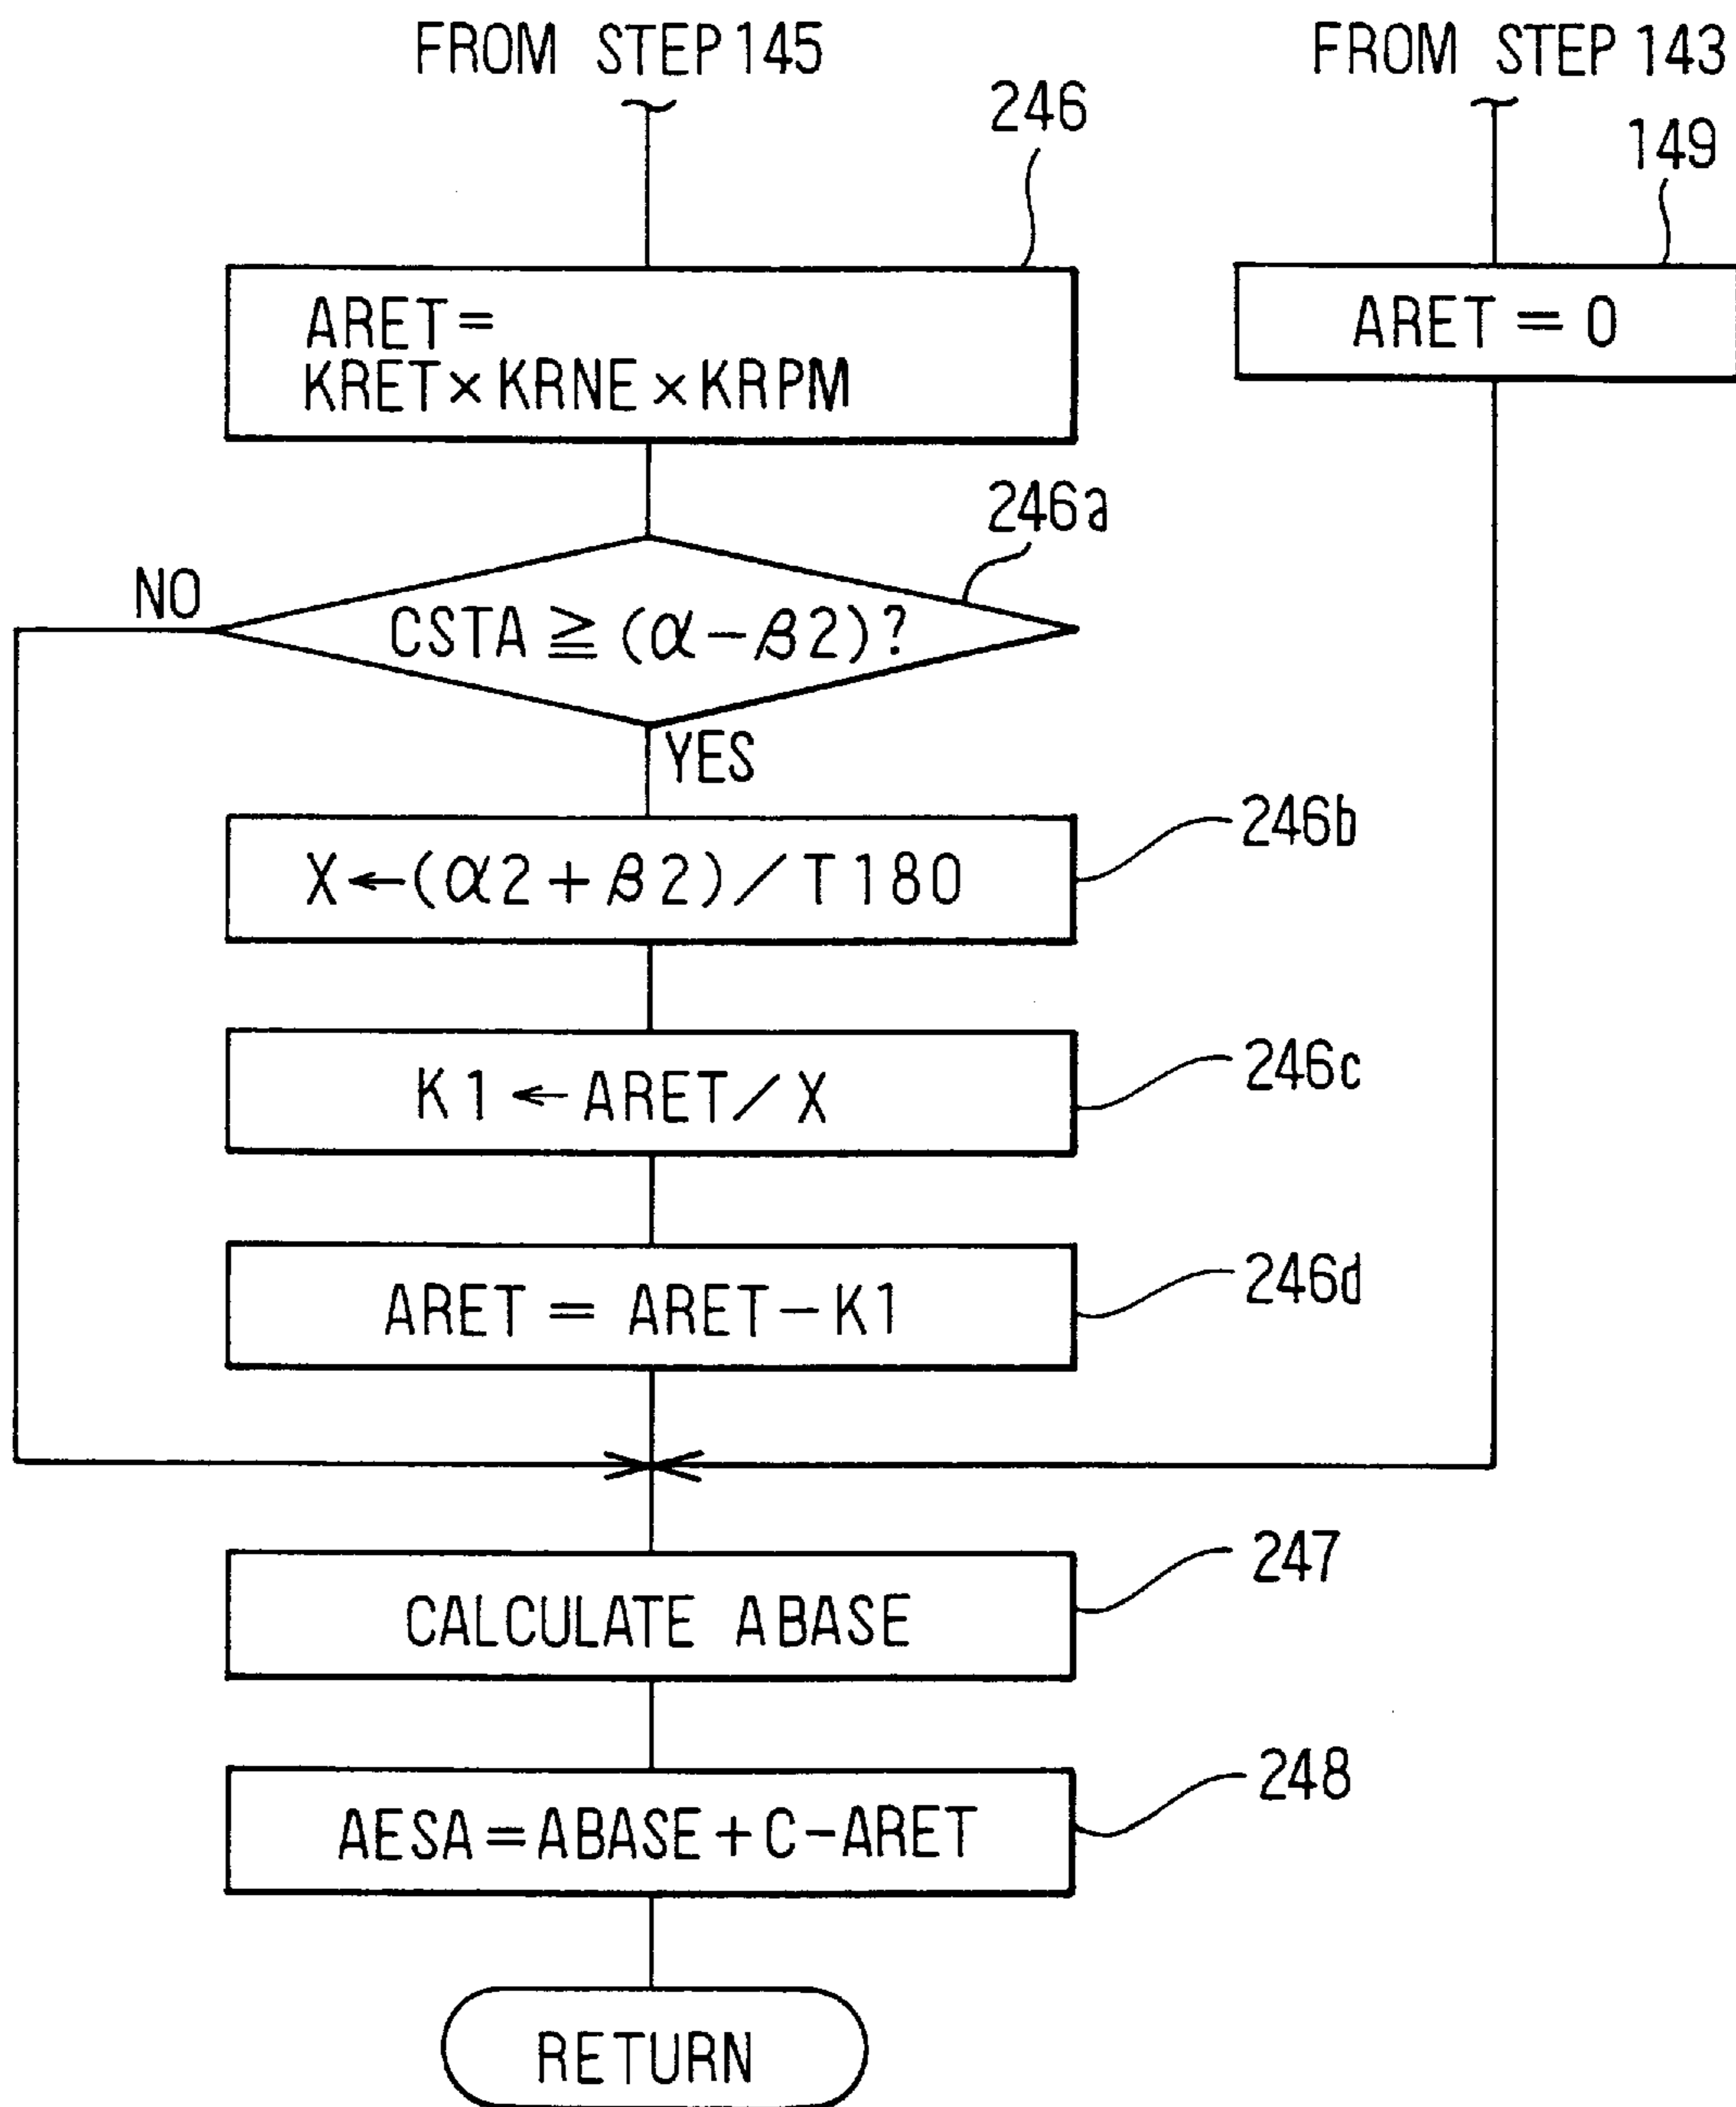 FROM STEP 145
FROM STEP 143
246
149
ARET=
KRET×KRNE×KRPM
ARET=0
246a
NO
CSTA≧(α-β2)?
YES
246b
X←(α2+β2)/T180
246c
K1←ARET/X
246d
ARET=ARET-K1
247
CALCULATE ABASE
248
AESA=ABASE+C-ARET
RETURN